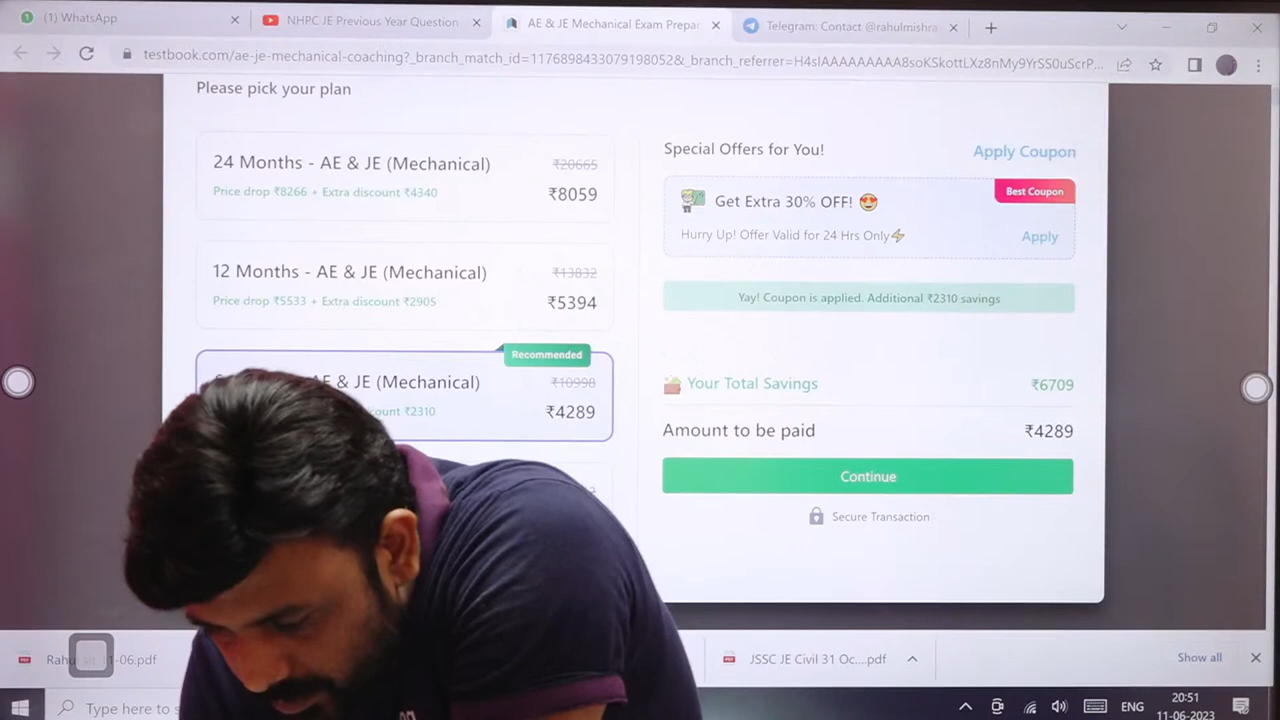 (1) WhatsApp
NHPC JE Previous Year Question
AE & JE Mechanical Exam Prepar
Telegram: Contact @rahulmishra
testbook.com/ae-je-mechanical-coaching?_branch_match_id=1176898433079198052&_branch_referrer=H4sIAAAAAAAAA8soKSkottLXz8nMy9YrSS0uScrP...
Please pick your plan
24 Months - AE & JE (Mechanical) ₹20665
Price drop ₹8266 + Extra discount ₹4340 ₹8059
12 Months - AE & JE (Mechanical) ₹13832
Price drop ₹5533 + Extra discount ₹2905 ₹5394
Recommended
& JE (Mechanical) ₹10998
₹2310 ₹4289
Special Offers for You! Apply Coupon
Best Coupon
Get Extra 30% OFF! 😍
Hurry Up! Offer Valid for 24 Hrs Only⚡ Apply
Yay! Coupon is applied. Additional ₹2310 savings
Your Total Savings ₹6709
Amount to be paid ₹4289
Continue
Secure Transaction
11-06.pdf
JSSC JE Civil 31 Oc....pdf
Show all
Type here to s
ENG
20:51
11-06-2023